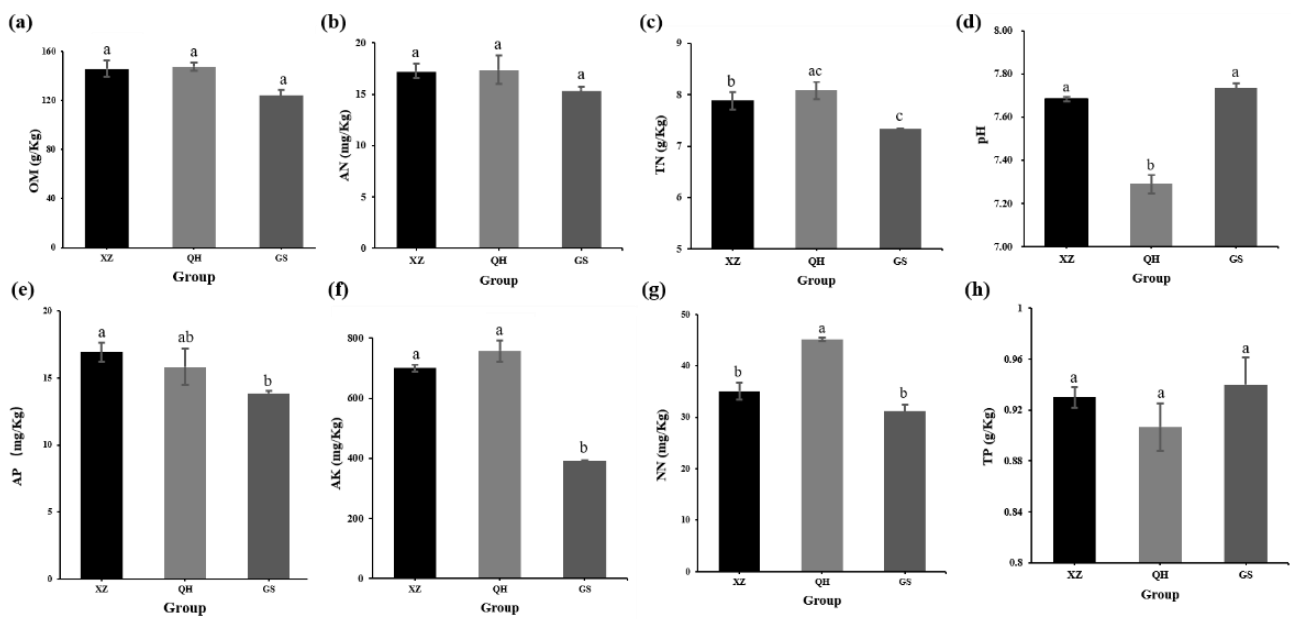 (a)
OM (g/Kg)
160
120
80
40
0
a
a
a
XZ
QH
GS
Group
(b)
AN (mg/Kg)
20
15
10
5
0
a
a
a
XZ
QH
GS
Group
(c)
TN (g/Kg)
9
8
7
6
5
b
ac
c
XZ
QH
GS
Group
(d)
pH
8.00
7.80
7.60
7.40
7.20
7.00
a
b
a
XZ
QH
GS
Group
(e)
AP (mg/Kg)
20
15
10
5
0
a
ab
b
XZ
QH
GS
Group
(f)
AK (mg/Kg)
800
600
400
200
0
a
a
b
XZ
QH
GS
Group
(g)
NN (mg/Kg)
50
40
30
20
10
0
b
a
b
XZ
QH
GS
Group
(h)
TP (g/Kg)
1
0.96
0.92
0.88
0.84
0.8
a
a
a
XZ
QH
GS
Group